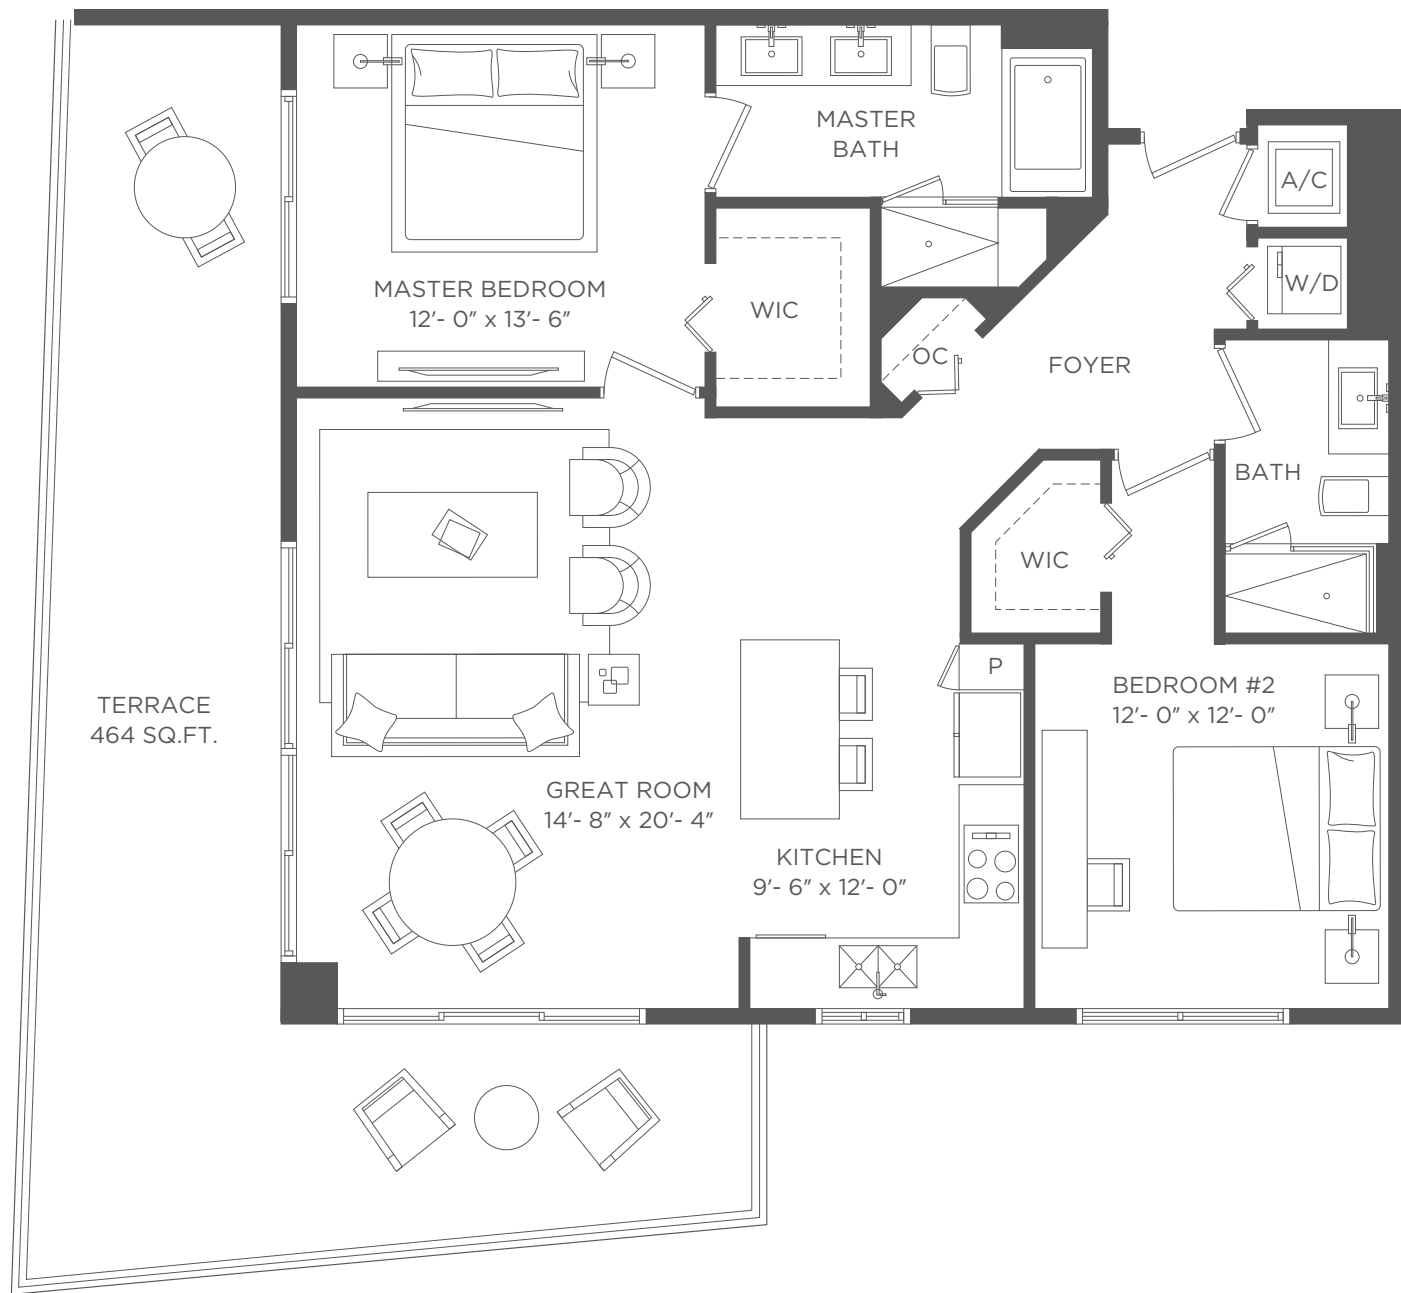 MASTER
BATH
A/C
MASTER BEDROOM
12'- 0" x 13'- 6"
WIC
W/D
OC
FOYER
BATH
WIC
P
TERRACE
464 SQ.FT.
BEDROOM #2
12'- 0" x 12'- 0"
GREAT ROOM
14'- 8" x 20'- 4"
KITCHEN
9'- 6" x 12'- 0"